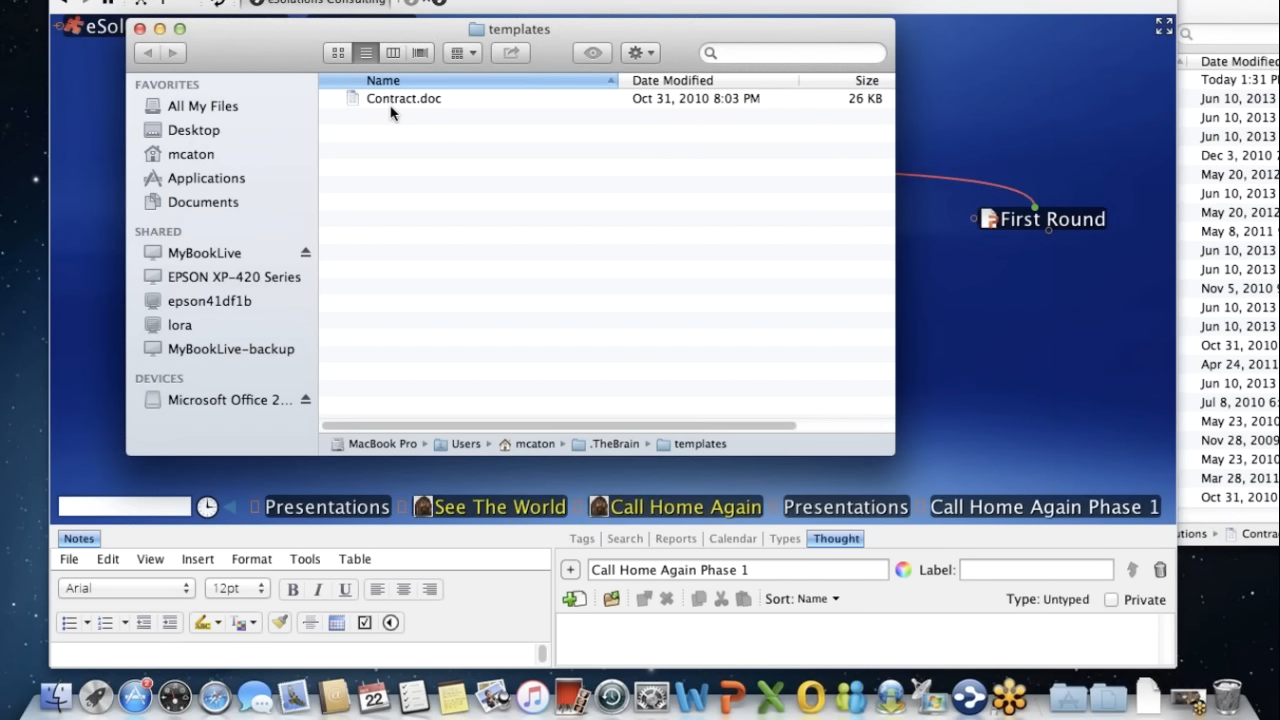 eSolutions Consulting
eSol
templates
Name Date Modified Size
Contract.doc Oct 31, 2010 8:03 PM 26 KB
FAVORITES
All My Files
Desktop
mcaton
Applications
Documents
SHARED
MyBookLive
EPSON XP-420 Series
epson41df1b
lora
MyBookLive-backup
DEVICES
Microsoft Office 2...
MacBook Pro Users mcaton .TheBrain templates
First Round
Date Modified
Today 1:31 P
Jun 10, 2013
Jun 10, 2013
Jun 10, 2013
Dec 3, 2010
May 20, 2012
Jun 10, 2013
May 20, 2012
May 8, 2011
Jun 10, 2013
Jun 10, 2013
Nov 5, 2010
Jun 10, 2013
Jun 10, 2013
Oct 31, 2010
Apr 24, 2011
Jun 10, 2013
Jul 8, 2010 6:
May 23, 2010
Nov 28, 2009
May 23, 2010
Mar 28, 2011
Oct 31, 2010
utions Contra
Presentations See The World Call Home Again Presentations Call Home Again Phase 1
Notes
File Edit View Insert Format Tools Table
Arial 12pt B I U
Tags Search Reports Calendar Types Thought
Call Home Again Phase 1 Label:
Sort: Name Type: Untyped Private
22